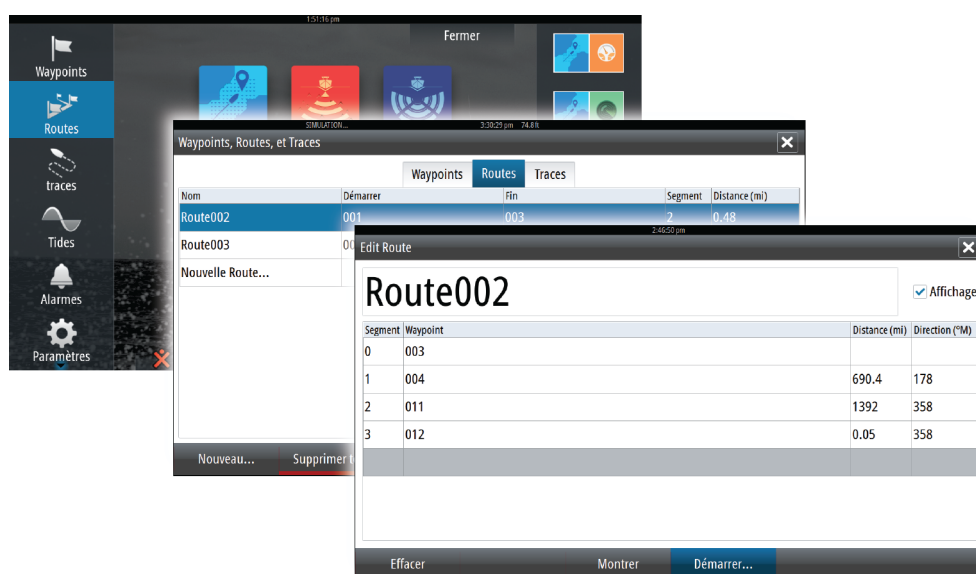 1:51:16 pm
Fermer
Waypoints
Routes
traces
Tides
Alarmes
Paramètres
SIMULATION... 3:30:29 pm 74.8 ft
Waypoints, Routes, et Traces
Waypoints Routes Traces
Nom Démarrer Fin Segment Distance (mi)
Route002 001 003 2 0.48
Route003
Nouvelle Route...
Nouveau... Supprimer
2:46:50 pm
Edit Route
Route002
Affichage
Segment Waypoint Distance (mi) Direction (°M)
0 003
1 004 690.4 178
2 011 1392 358
3 012 0.05 358
Effacer Montrer Démarrer...